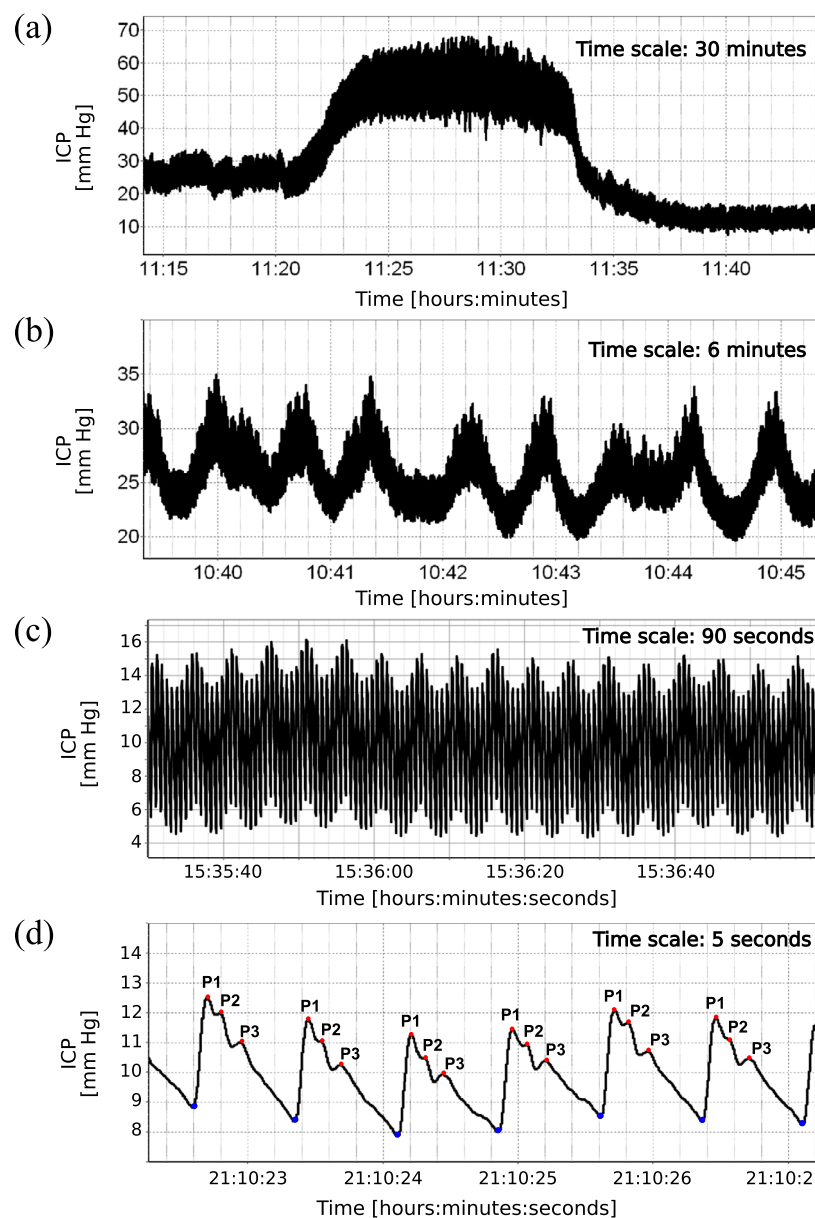 (a)
Time scale: 30 minutes
70
60
50
40
30
20
10
ICP
[mm Hg]
11:15 11:20 11:25 11:30 11:35 11:40
Time [hours:minutes]
(b)
Time scale: 6 minutes
35
30
25
20
ICP
[mm Hg]
10:40 10:41 10:42 10:43 10:44 10:45
Time [hours:minutes]
(c)
Time scale: 90 seconds
16
14
12
10
8
6
4
ICP
[mm Hg]
15:35:40 15:36:00 15:36:20 15:36:40
Time [hours:minutes:seconds]
(d)
Time scale: 5 seconds
14
13
12
11
10
9
8
ICP
[mm Hg]
P1 P2 P3 P1 P2 P3 P1 P2 P3 P1 P2 P3 P1 P2 P3 P1 P2 P3
21:10:23 21:10:24 21:10:25 21:10:26 21:10:2
Time [hours:minutes:seconds]